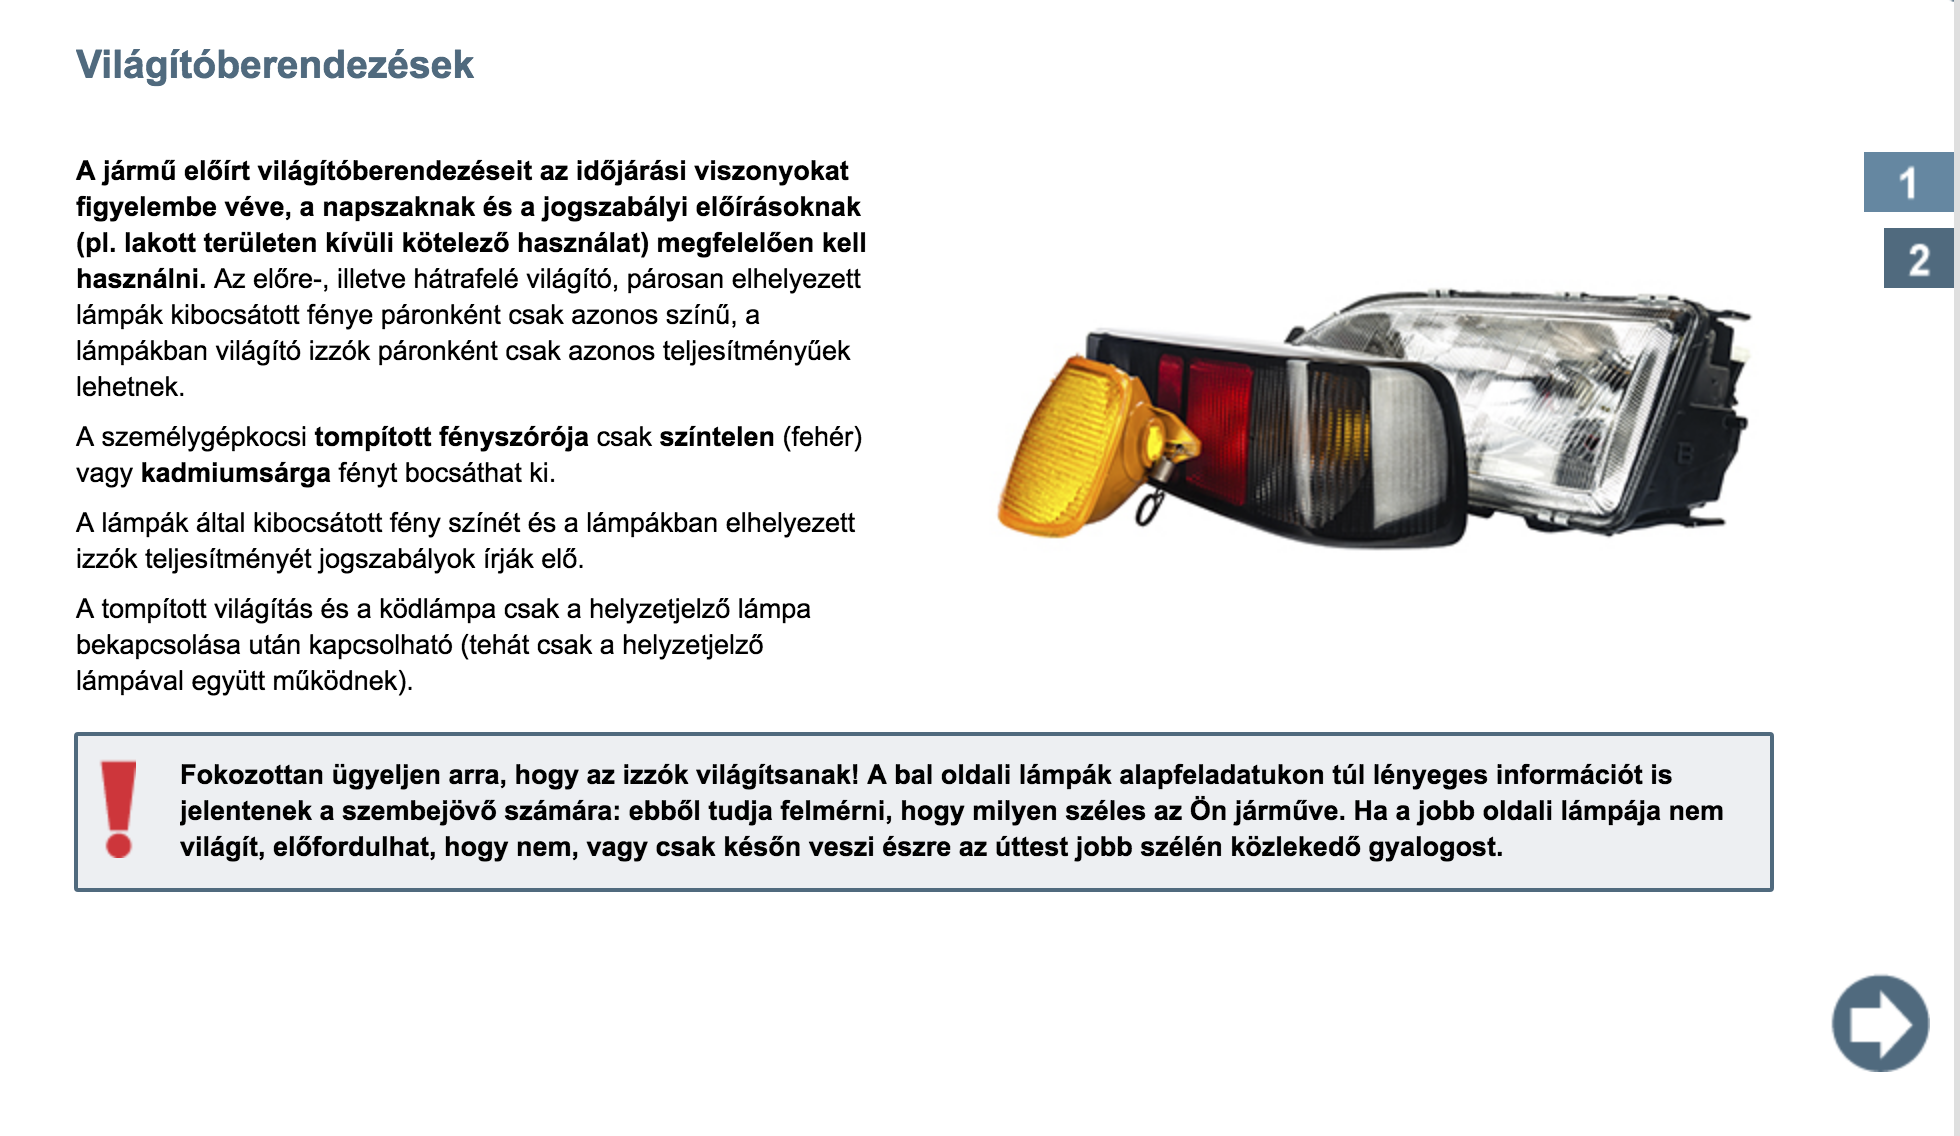 Világítóberendezések
A jármű előírt világítóberendezéseit az időjárási viszonyokat
figyelembe véve, a napszaknak és a jogszabályi előírásoknak
(pl. lakott területen kívüli kötelező használat) megfelelően kell
használni. Az előre-, illetve hátrafelé világító, párosan elhelyezett
lámpák kibocsátott fénye páronként csak azonos színű, a
lámpákban világító izzók páronként csak azonos teljesítményűek
lehetnek.
A személygépkocsi tompított fényszórója csak színtelen (fehér)
vagy kadmiumsárga fényt bocsáthat ki.
A lámpák által kibocsátott fény színét és a lámpákban elhelyezett
izzók teljesítményét jogszabályok írják elő.
A tompított világítás és a ködlámpa csak a helyzetjelző lámpa
bekapcsolása után kapcsolható (tehát csak a helyzetjelző
lámpával együtt működnek).
1
2
Fokozottan ügyeljen arra, hogy az izzók világítsanak! A bal oldali lámpák alapfeladatukon túl lényeges információt is
jelentenek a szembejövő számára: ebből tudja felmérni, hogy milyen széles az Ön járműve. Ha a jobb oldali lámpája nem
világít, előfordulhat, hogy nem, vagy csak későn veszi észre az úttest jobb szélén közlekedő gyalogost.